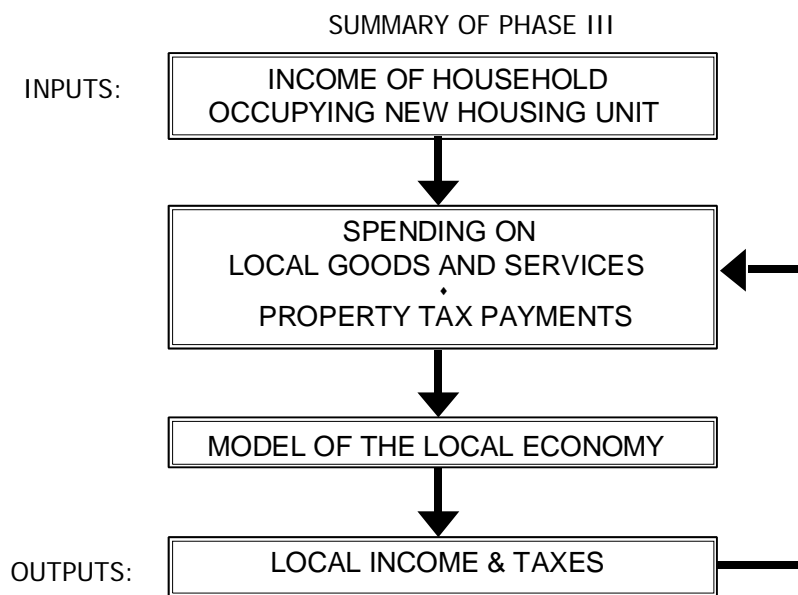 SUMMARY OF PHASE III
INPUTS:
INCOME OF HOUSEHOLD
OCCUPYING NEW HOUSING UNIT
SPENDING ON
LOCAL GOODS AND SERVICES
♦
PROPERTY TAX PAYMENTS
MODEL OF THE LOCAL ECONOMY
OUTPUTS:
LOCAL INCOME & TAXES